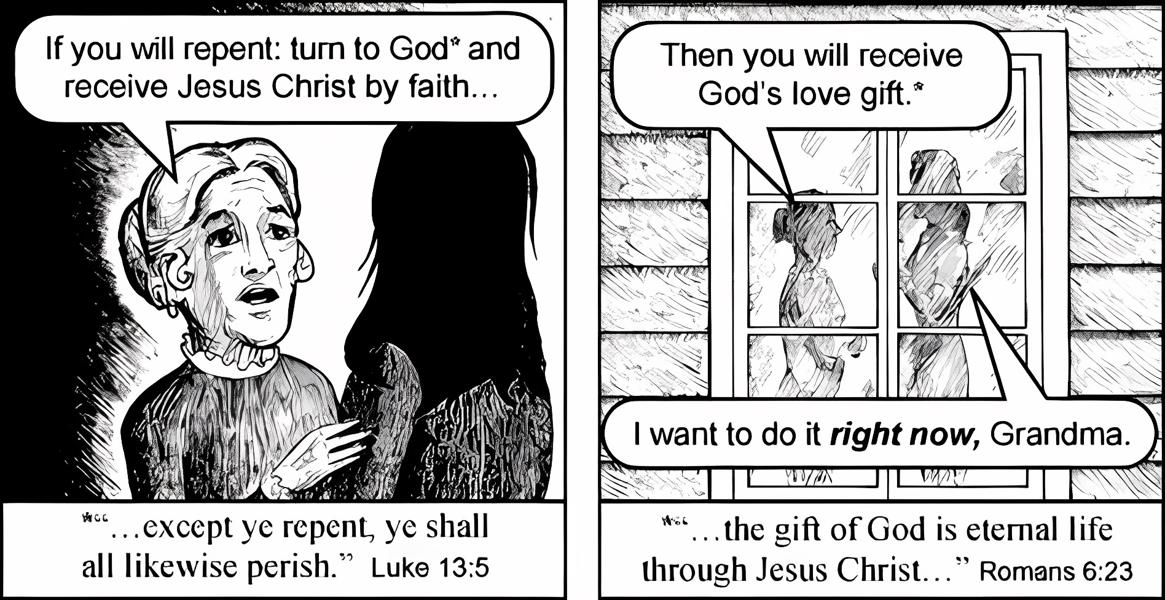 If you will repent: turn to God* and
receive Jesus Christ by faith...
"...except ye repent, ye shall
all likewise perish." Luke 13:5
Then you will receive
God's love gift.*
I want to do it right now, Grandma.
"...the gift of God is eternal life
through Jesus Christ..." Romans 6:23